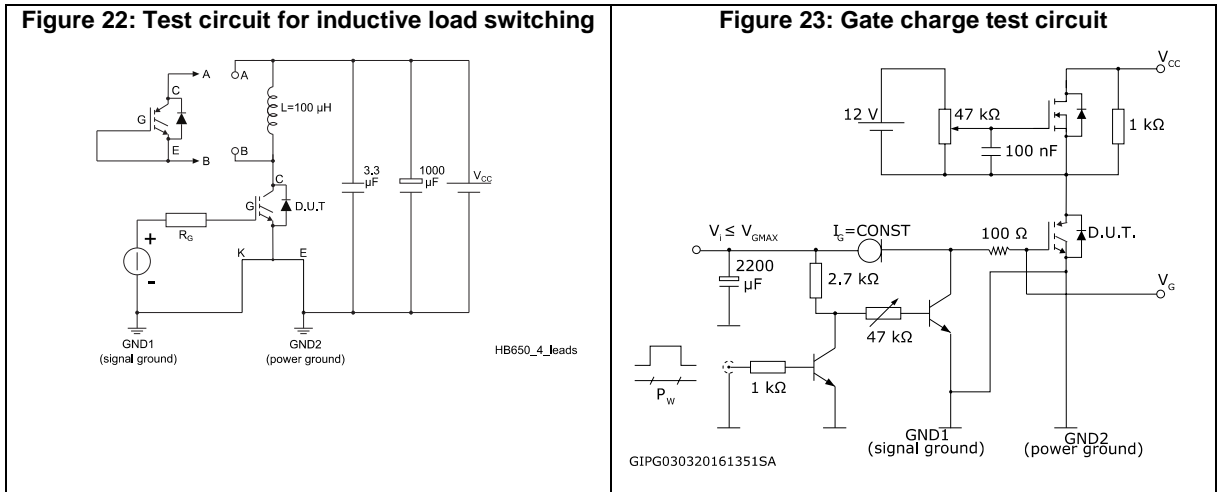 Figure 22: Test circuit for inductive load switching
A
A
C
G
E
B
L=100 µH
B
C
G
D.U.T
3.3
µF
1000
µF
VCC
RG
+
-
K
E
GND1
(signal ground)
GND2
(power ground)
HB650_4_leads
Figure 23: Gate charge test circuit
VCC
12 V
47 kΩ
1 kΩ
100 nF
VI ≤ VGMAX
IG=CONST
100 Ω
D.U.T.
2200
µF
2.7 kΩ
VG
47 kΩ
1 kΩ
PW
GND1
(signal ground)
GND2
(power ground)
GIPG030320161351SA